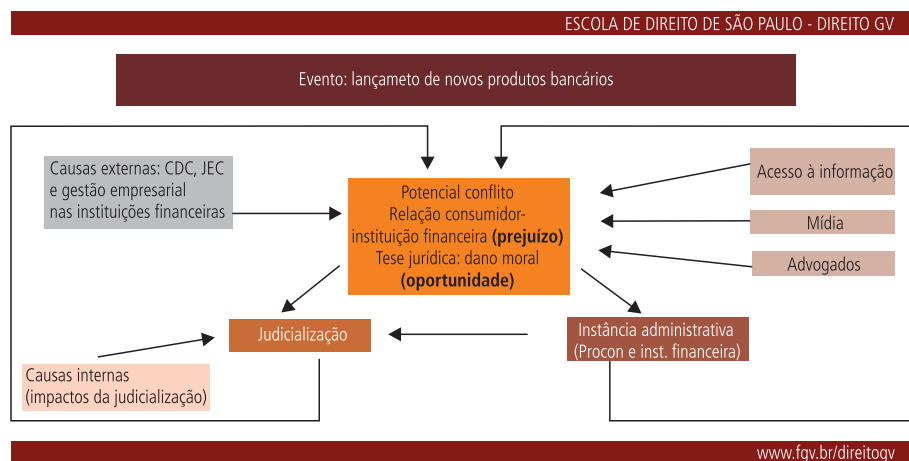 ESCOLA DE DIREITO DE SÃO PAULO - DIREITO GV
Evento: lançameto de novos produtos bancários
Causas externas: CDC, JEC
e gestão empresarial
nas instituições financeiras
Potencial conflito
Relação consumidor-
instituição financeira (prejuízo)
Tese jurídica: dano moral
(oportunidade)
Acesso à informação
Mídia
Advogados
Judicialização
Instância administrativa
(Procon e inst. financeira)
Causas internas
(impactos da judicialização)
www.fgv.br/direitogv